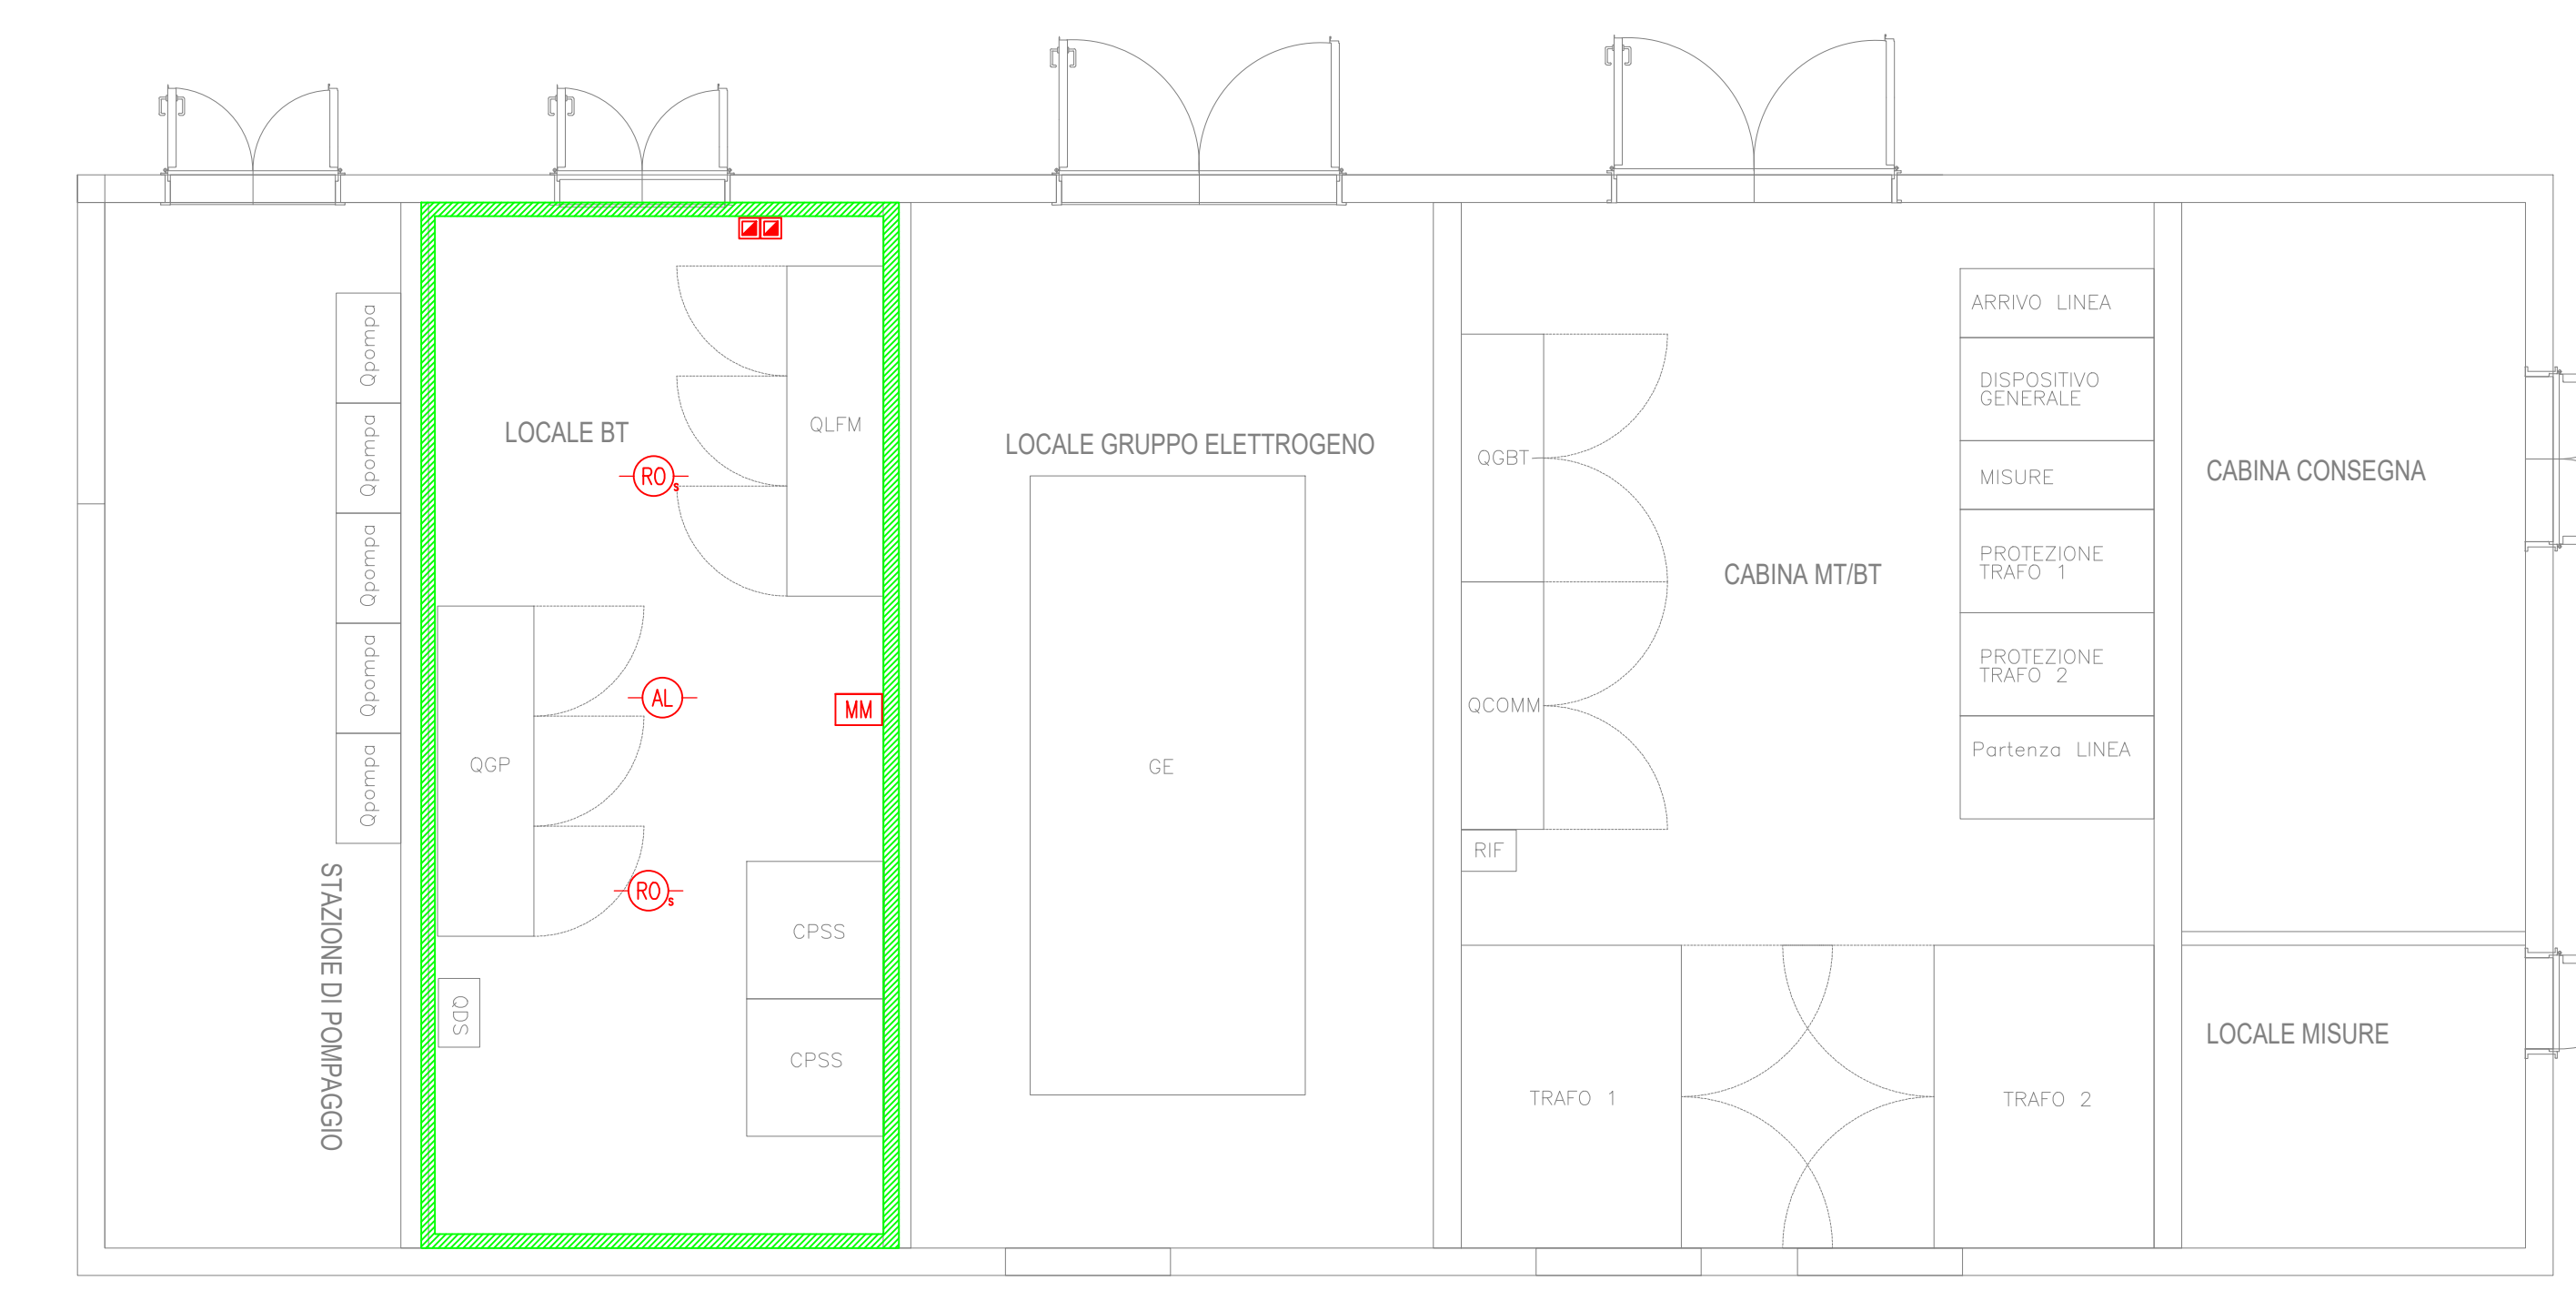 Qpompa
Qpompa
Qpompa
Qpompa
Qpompa
STAZIONE DI POMPAGGIO
LOCALE BT
QLFM
RO
s
AL
MM
QGP
RO
s
CPSS
QDS
CPSS
LOCALE GRUPPO ELETTROGENO
GE
QGBT
QCOMM
RIF
CABINA MT/BT
ARRIVO LINEA
DISPOSITIVO
GENERALE
MISURE
PROTEZIONE
TRAFO 1
PROTEZIONE
TRAFO 2
Partenza LINEA
TRAFO 1
TRAFO 2
CABINA CONSEGNA
LOCALE MISURE